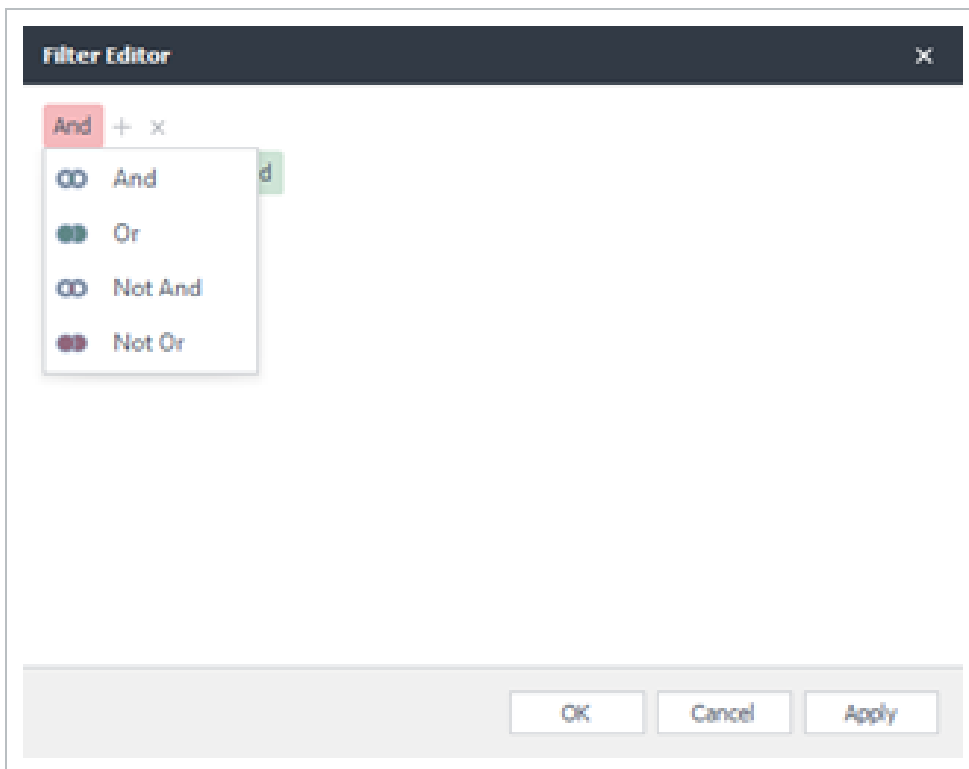 Filter Editor
And
And
d
Or
Not And
Not Or
OK Cancel Apply